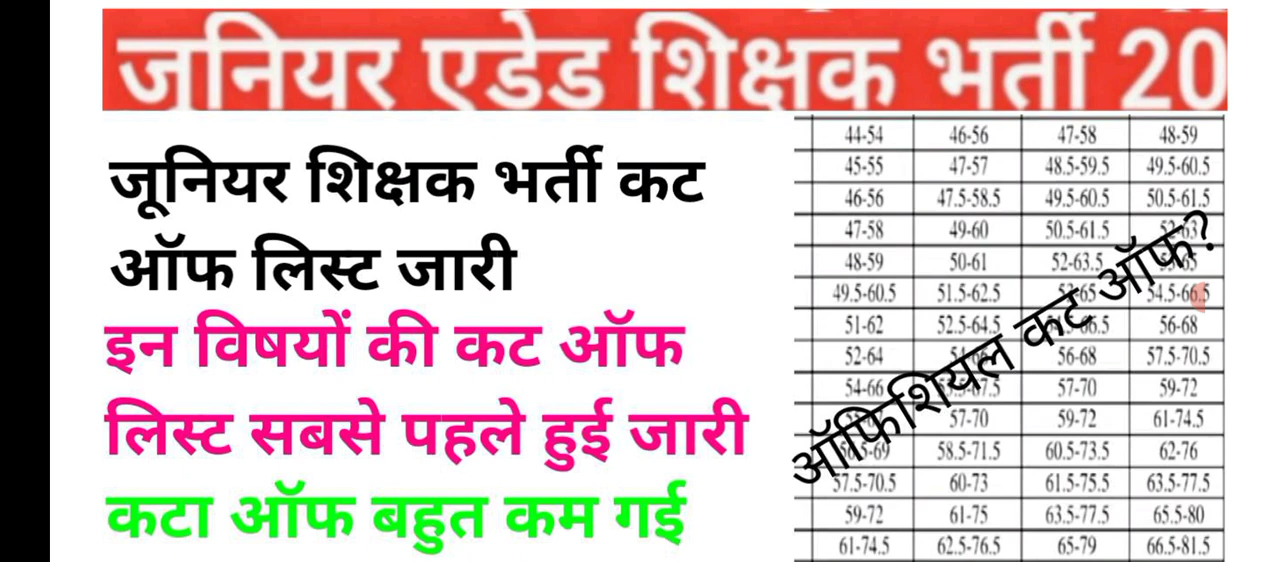 जूनियर एडेड शिक्षक भर्ती 20
जूनियर शिक्षक भर्ती कट
ऑफ लिस्ट जारी
इन विषयों की कट ऑफ
लिस्ट सबसे पहले हुई जारी
कटा ऑफ बहुत कम गई
44-54 46-56 47-58 48-59
45-55 47-57 48.5-59.5 49.5-60.5
46-56 47.5-58.5 49.5-60.5 50.5-61.5
47-58 49-60 50.5-61.5
48-59 50-61 52-63.5
49.5-60.5 51.5-62.5 54.5-66.5
51-62 52.5-64.5 56-68
52-64 56-68 57.5-70.5
54-66 57-70 59-72
57-70 59-72 61-74.5
58.5-71.5 60.5-73.5 62-76
57.5-70.5 60-73 61.5-75.5 63.5-77.5
59-72 61-75 63.5-77.5 65.5-80
61-74.5 62.5-76.5 65-79 66.5-81.5
ऑफिशियल कट ऑफ?